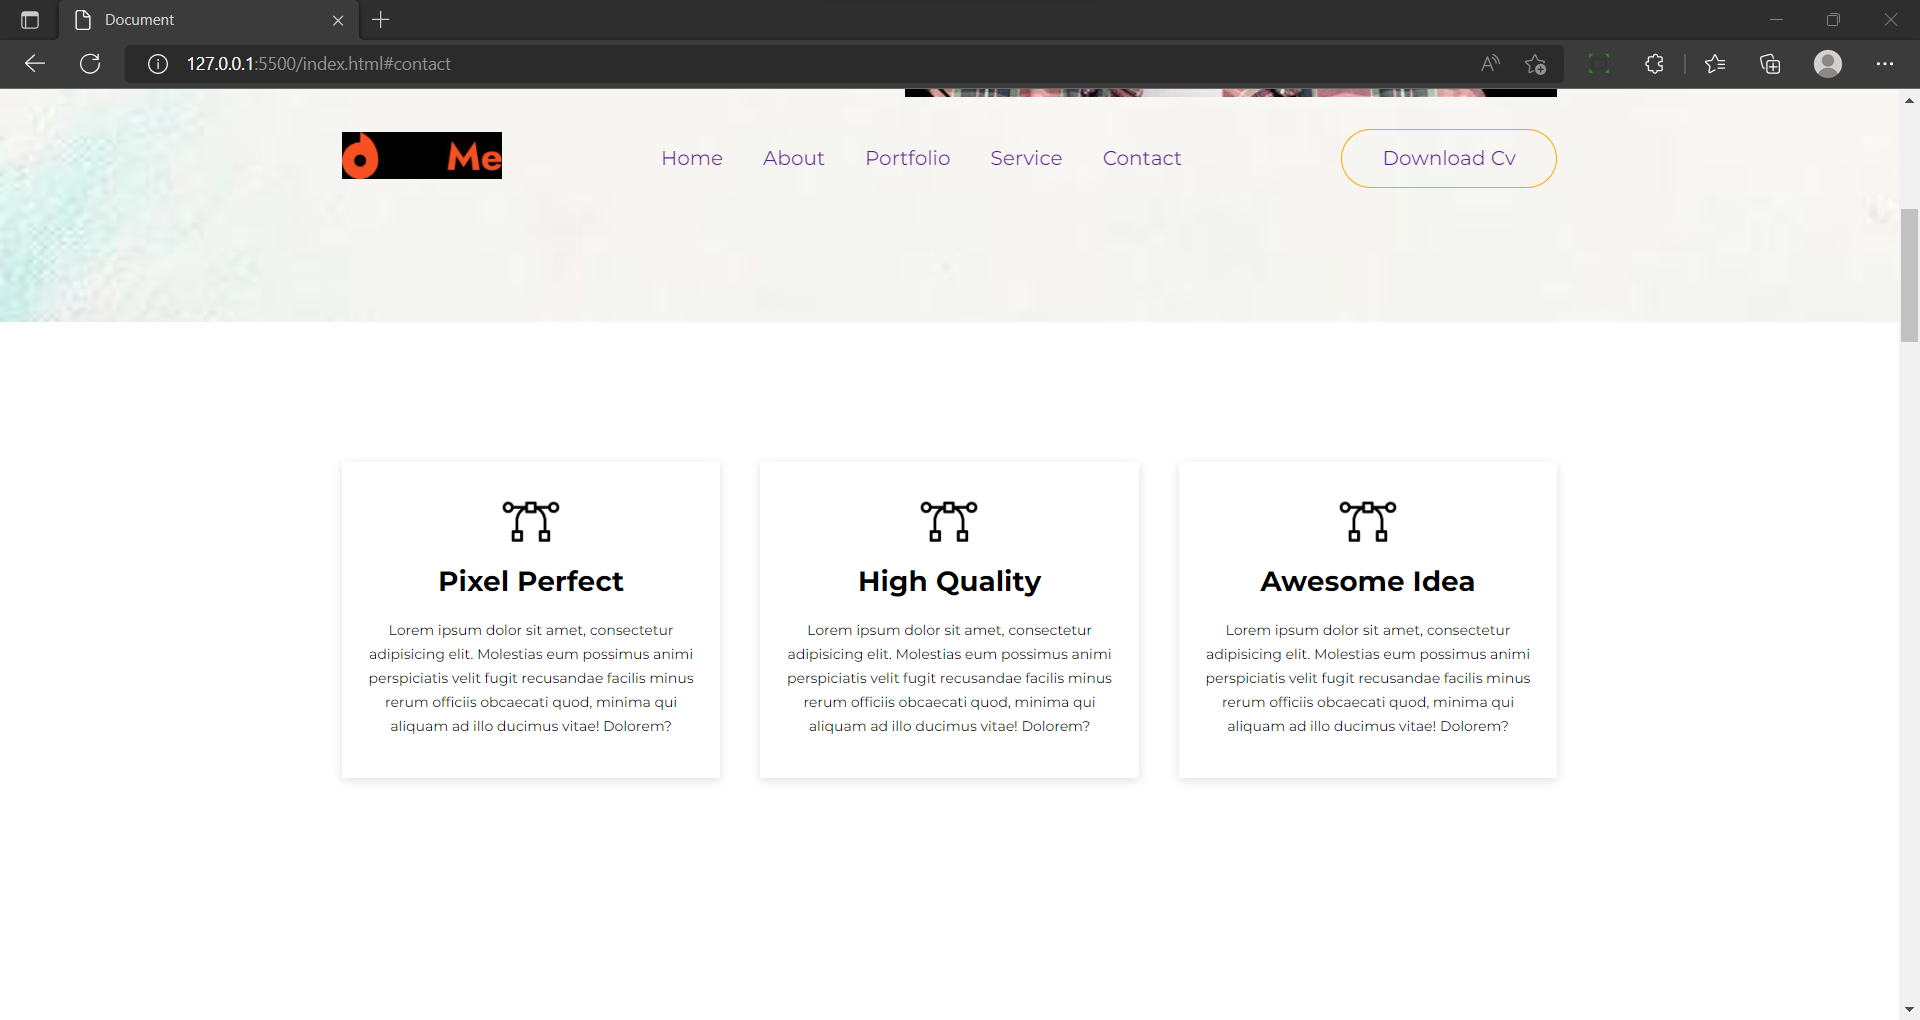 Document
127.0.0.1:5500/index.html#contact
Me
Home About Portfolio Service Contact Download Cv
Pixel Perfect
Lorem ipsum dolor sit amet, consectetur
adipisicing elit. Molestias eum possimus animi
perspiciatis velit fugit recusandae facilis minus
rerum officiis obcaecati quod, minima qui
aliquam ad illo ducimus vitae! Dolorem?
High Quality
Lorem ipsum dolor sit amet, consectetur
adipisicing elit. Molestias eum possimus animi
perspiciatis velit fugit recusandae facilis minus
rerum officiis obcaecati quod, minima qui
aliquam ad illo ducimus vitae! Dolorem?
Awesome Idea
Lorem ipsum dolor sit amet, consectetur
adipisicing elit. Molestias eum possimus animi
perspiciatis velit fugit recusandae facilis minus
rerum officiis obcaecati quod, minima qui
aliquam ad illo ducimus vitae! Dolorem?